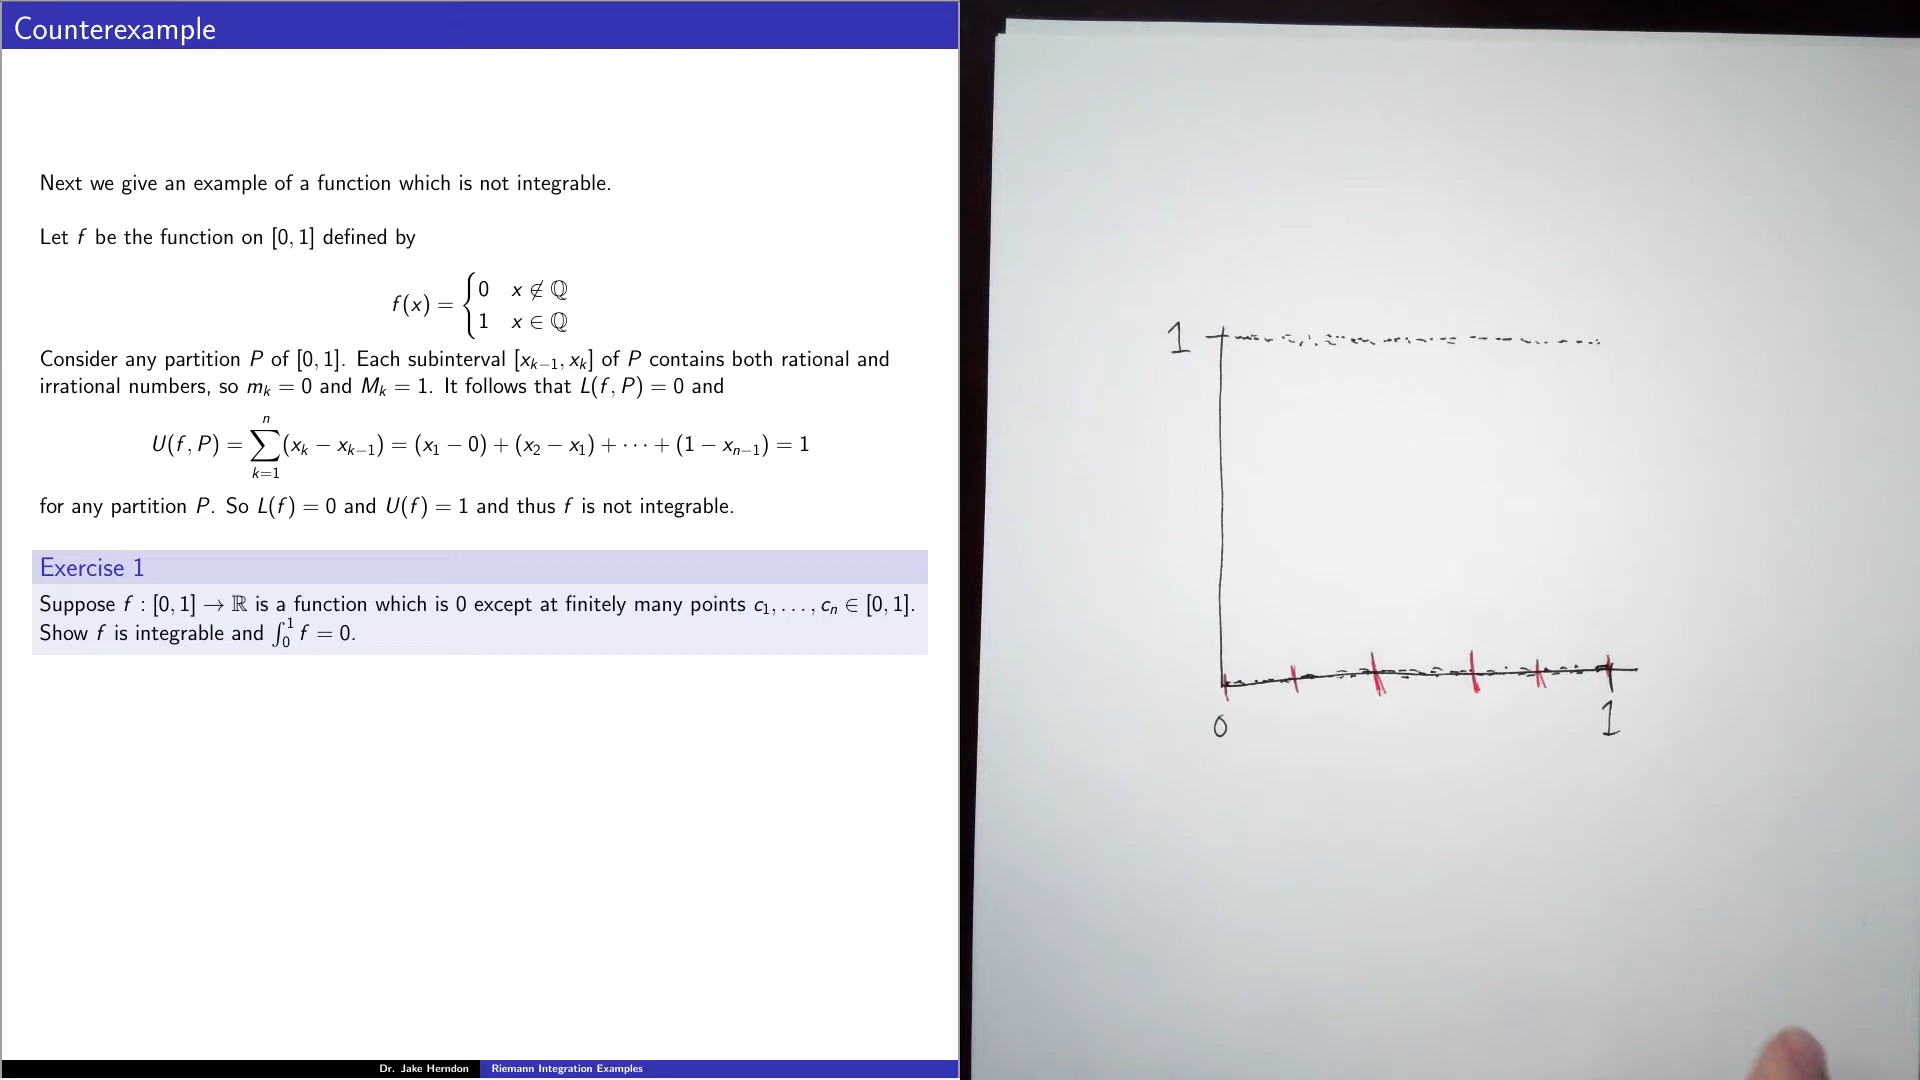 Counterexample
Next we give an example of a function which is not integrable.
Let f be the function on [0, 1] defined by
f(x) = { 0 x ∉ ℚ
1 x ∈ ℚ
Consider any partition P of [0, 1]. Each subinterval [x_{k−1}, x_k] of P contains both rational and
irrational numbers, so m_k = 0 and M_k = 1. It follows that L(f, P) = 0 and
U(f, P) = ∑_{k=1}^{n} (x_k − x_{k−1}) = (x_1 − 0) + (x_2 − x_1) + ··· + (1 − x_{n−1}) = 1
for any partition P. So L(f) = 0 and U(f) = 1 and thus f is not integrable.
Exercise 1
Suppose f : [0, 1] → ℝ is a function which is 0 except at finitely many points c_1, . . . , c_n ∈ [0, 1].
Show f is integrable and ∫_0^1 f = 0.
Dr. Jake Herndon Riemann Integration Examples
1
0 1